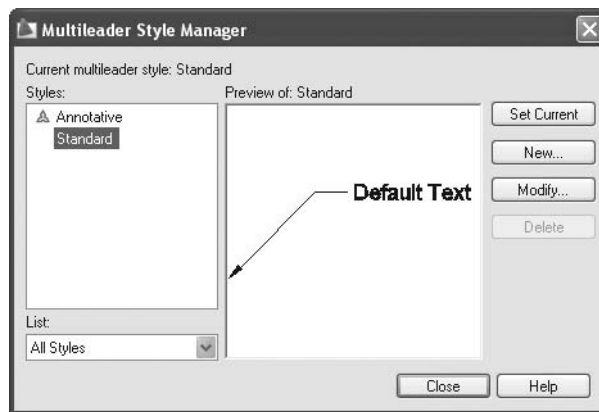 Multileader Style Manager
Current multileader style: Standard
Styles:
Annotative
Standard
Preview of: Standard
Default Text
Set Current
New...
Modify...
Delete
List:
All Styles
Close
Help